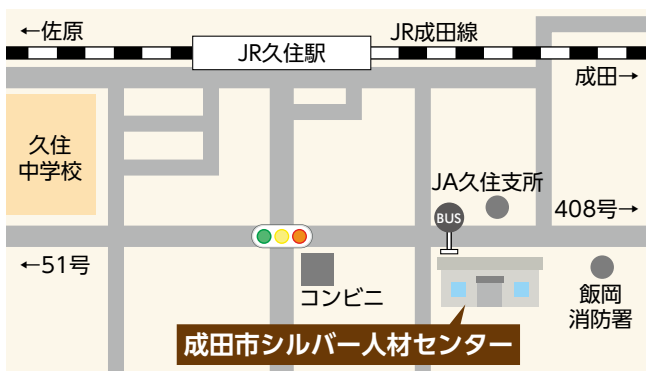 ←佐原
JR久住駅
JR成田線
成田→
久住
中学校
JA久住支所
BUS
408号→
←51号
コンビニ
飯岡
消防署
成田市シルバー人材センター